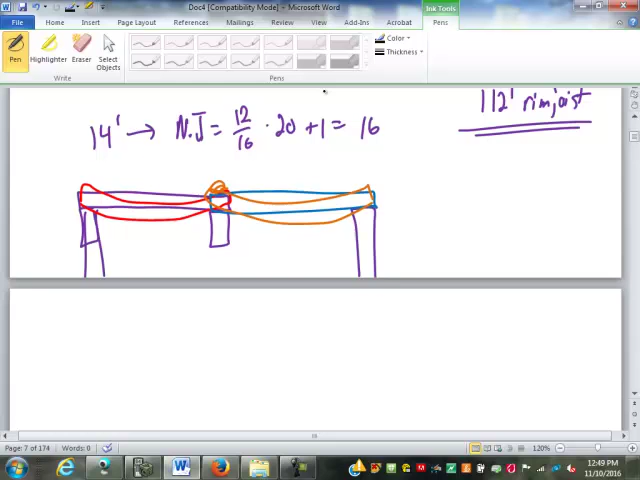 Doc4 [Compatibility Mode] - Microsoft Word
Ink Tools
File Home Insert Page Layout References Mailings Review View Add-Ins Acrobat Pens
Pen Highlighter Eraser Select Objects
Color
Thickness
Write
Pens
112' rim joist
14' → N.J = 12/16 · 20 + 1 = 16
Page: 7 of 174 Words: 0 120%
12:49 PM
11/10/2016